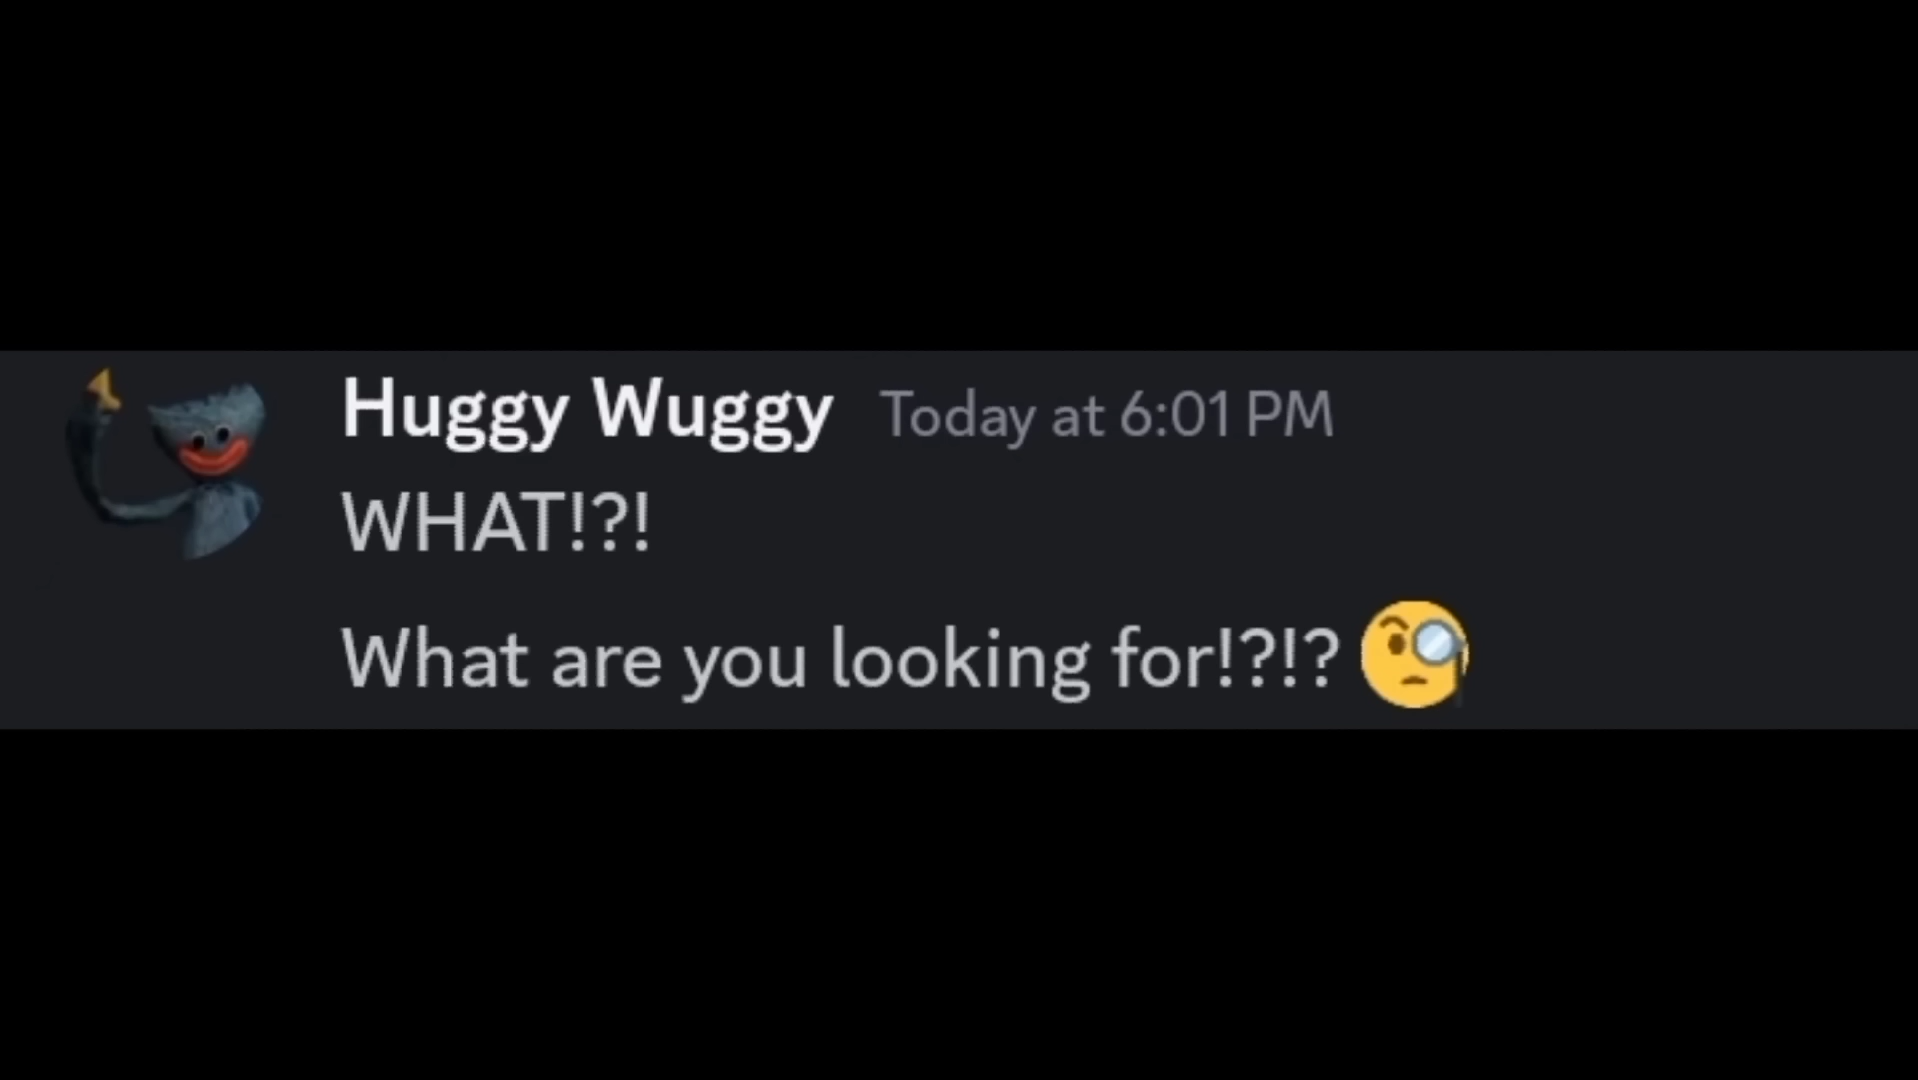 Huggy Wuggy Today at 6:01 PM
WHAT!?!
What are you looking for!?!? 🧐